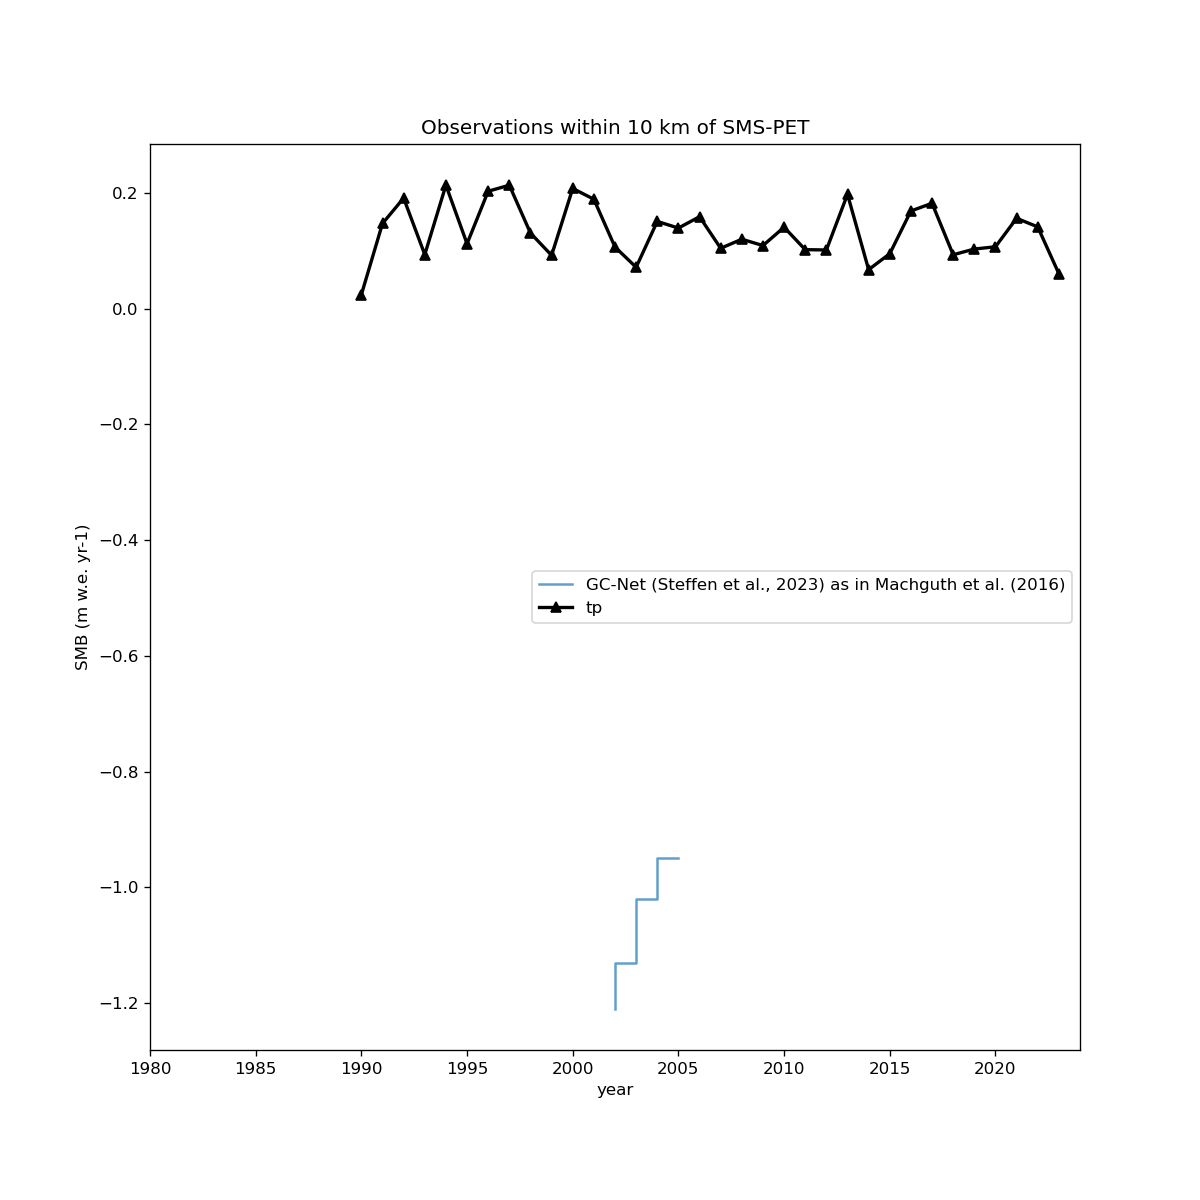 Observations within 10 km of SMS-PET
0.2
0.0
−0.2
−0.4
−0.6
−0.8
−1.0
−1.2
SMB (m w.e. yr-1)
GC-Net (Steffen et al., 2023) as in Machguth et al. (2016)
tp
1980 1985 1990 1995 2000 2005 2010 2015 2020
year